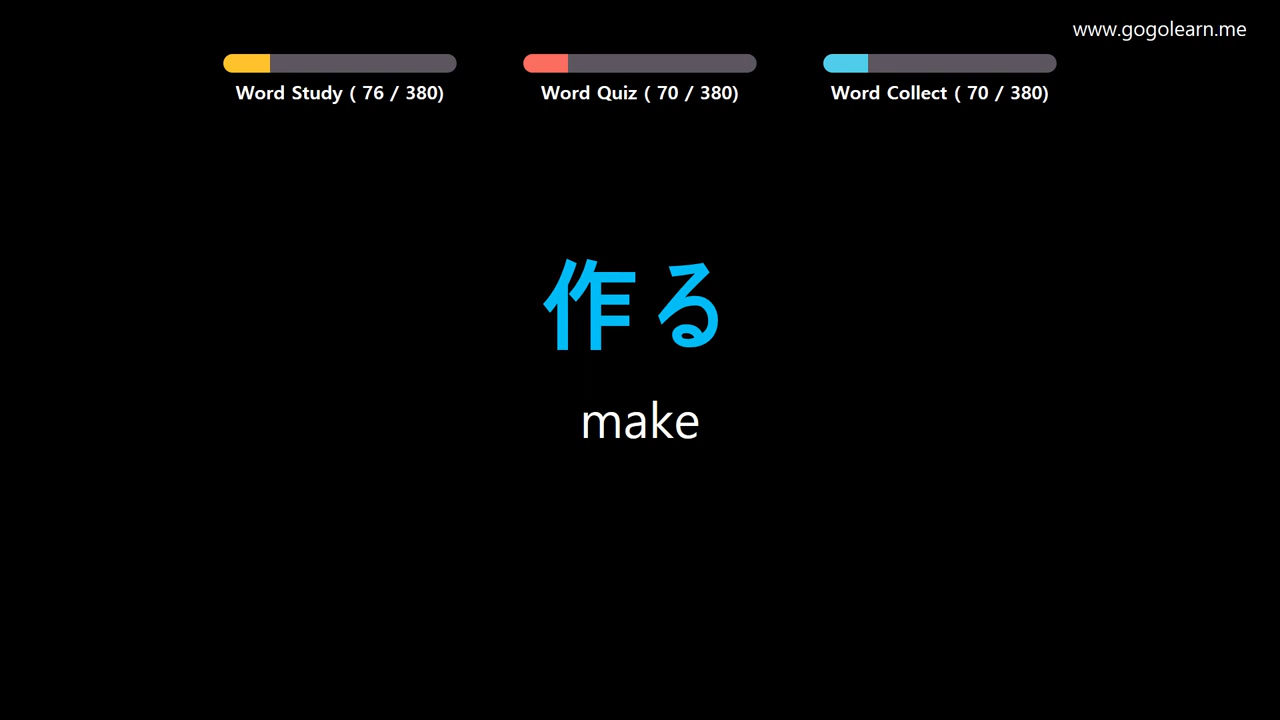 www.gogolearn.me
Word Study ( 76 / 380)
Word Quiz ( 70 / 380)
Word Collect ( 70 / 380)
作る
make